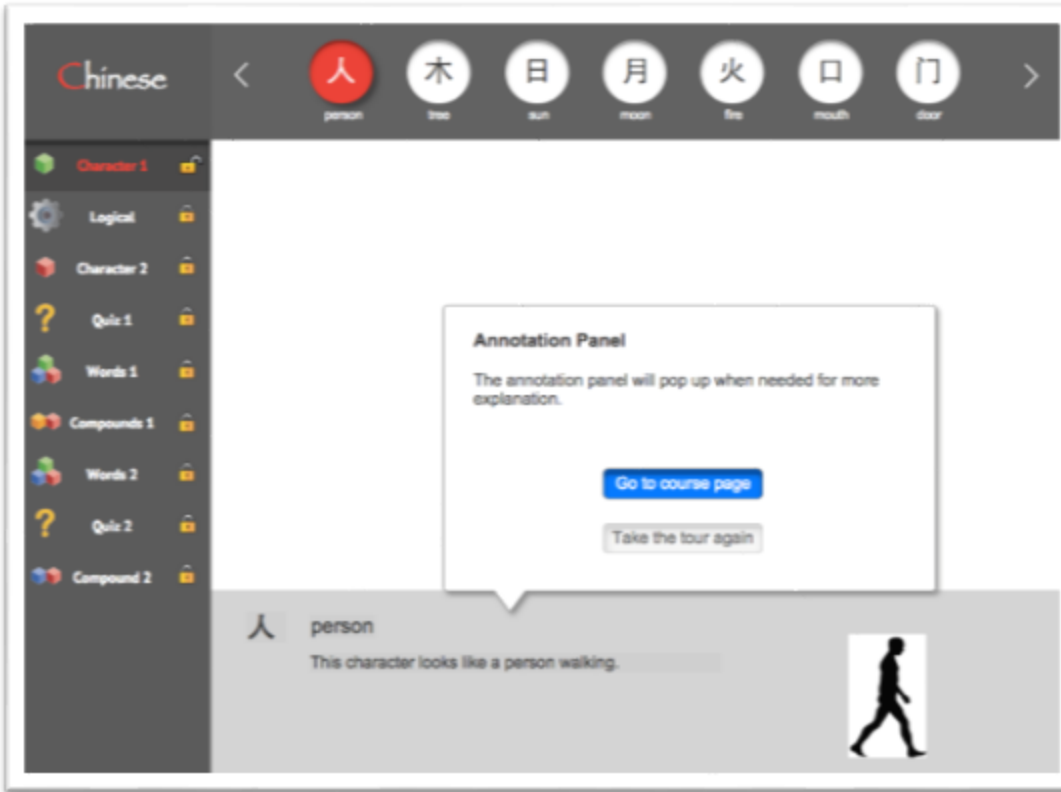 Chinese
人 木 日 月 火 口 门
person tree sun moon fire mouth door
Character 1
Logical
Character 2
Quiz 1
Words 1
Compounds 1
Words 2
Quiz 2
Compound 2
Annotation Panel
The annotation panel will pop up when needed for more
explanation.
Go to course page
Take the tour again
人 person
This character looks like a person walking.